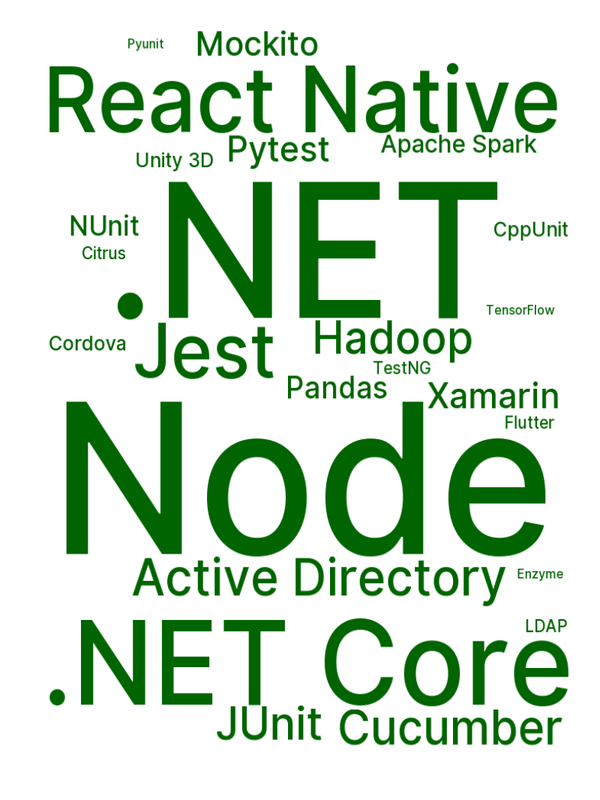 Pyunit
Mockito
React Native
Unity 3D
Pytest
Apache Spark
.NET
NUnit
CppUnit
Citrus
TensorFlow
Cordova
Jest
Hadoop
TestNG
Pandas
Xamarin
Flutter
Node
Active Directory
Enzyme
.NET Core
LDAP
JUnit
Cucumber